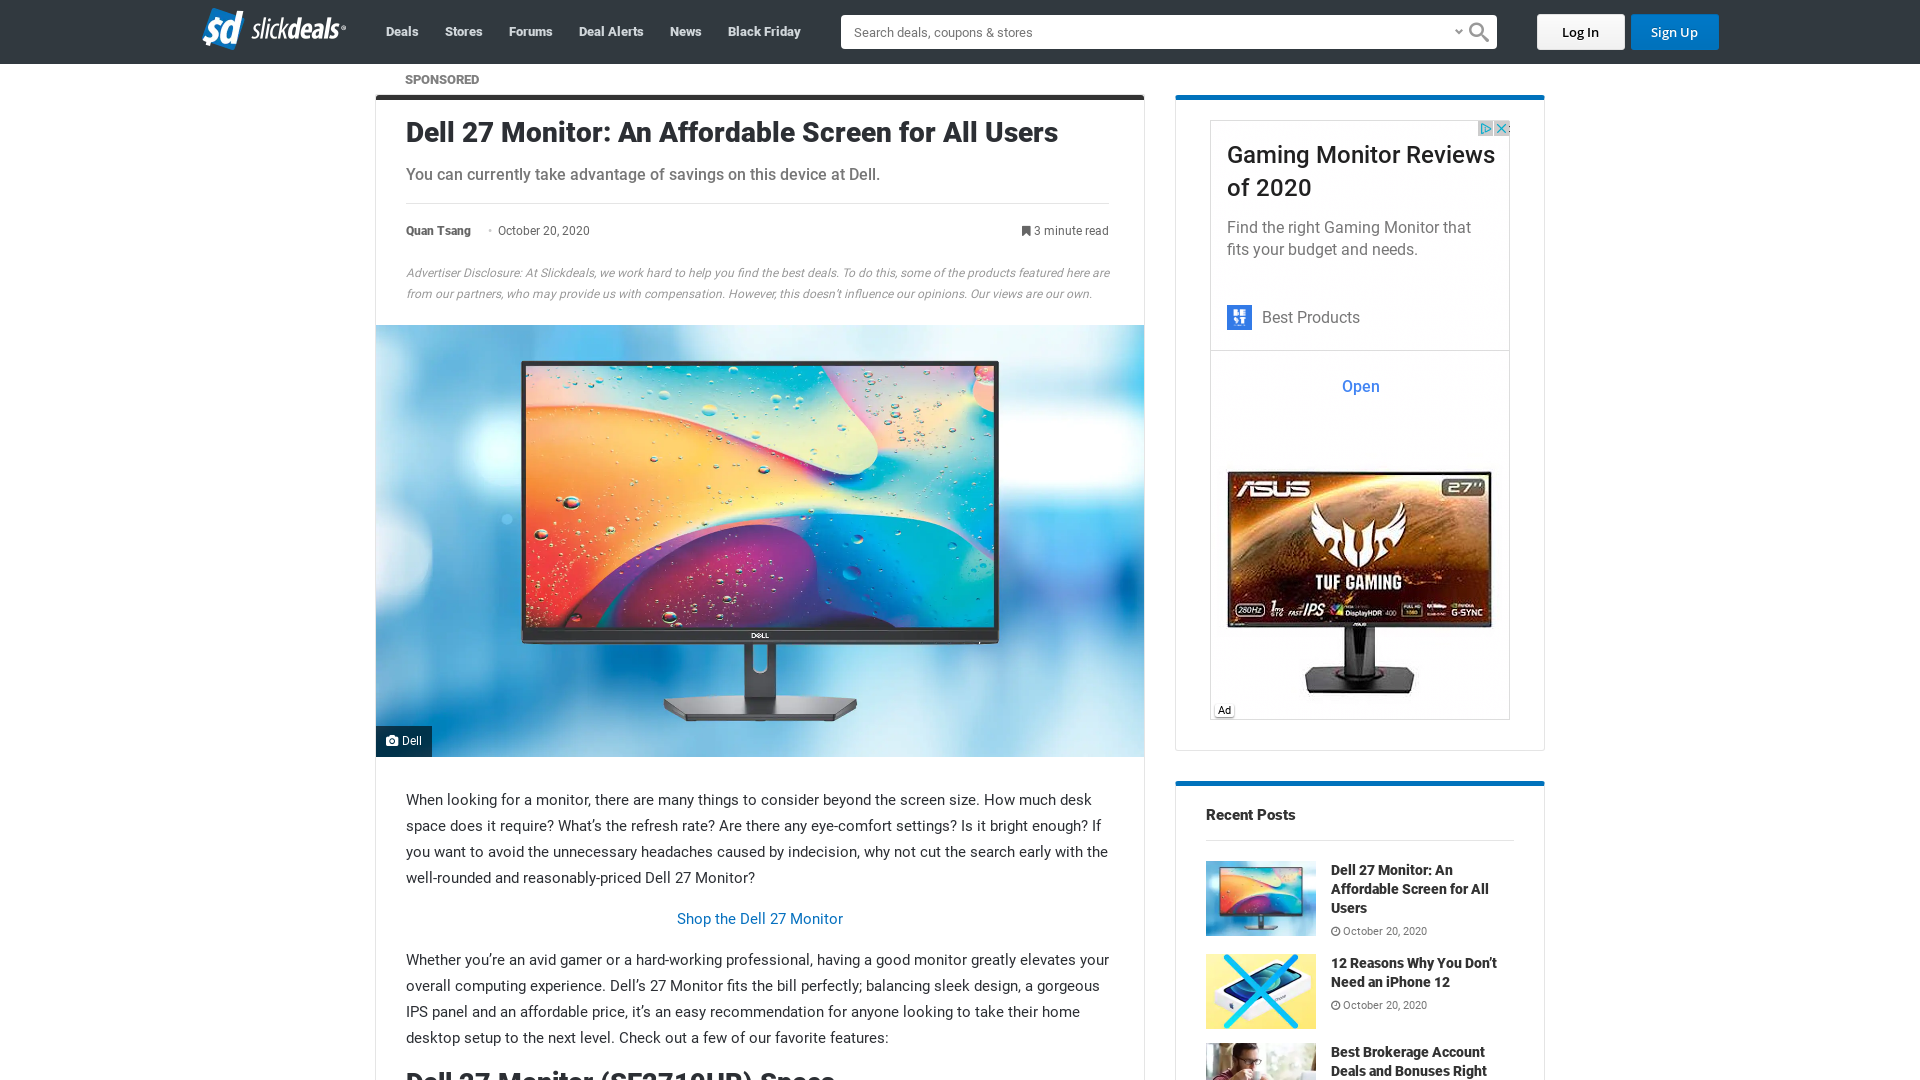 sd slickdeals
Deals Stores Forums Deal Alerts News Black Friday
Search deals, coupons & stores
Log In
Sign Up
SPONSORED
Dell 27 Monitor: An Affordable Screen for All Users
You can currently take advantage of savings on this device at Dell.
Quan Tsang • October 20, 2020
3 minute read
Advertiser Disclosure: At Slickdeals, we work hard to help you find the best deals. To do this, some of the products featured here are
from our partners, who may provide us with compensation. However, this doesn’t influence our opinions. Our views are our own.
DELL
Dell
When looking for a monitor, there are many things to consider beyond the screen size. How much desk
space does it require? What’s the refresh rate? Are there any eye-comfort settings? Is it bright enough? If
you want to avoid the unnecessary headaches caused by indecision, why not cut the search early with the
well-rounded and reasonably-priced Dell 27 Monitor?
Shop the Dell 27 Monitor
Whether you’re an avid gamer or a hard-working professional, having a good monitor greatly elevates your
overall computing experience. Dell’s 27 Monitor fits the bill perfectly; balancing sleek design, a gorgeous
IPS panel and an affordable price, it’s an easy recommendation for anyone looking to take their home
desktop setup to the next level. Check out a few of our favorite features:
Dell 27 Monitor (SE2719HR) Specs
Gaming Monitor Reviews
of 2020
Find the right Gaming Monitor that
fits your budget and needs.
BEST
Best Products
Open
ASUS
27"
TUF GAMING
280Hz 1ms FAST IPS DisplayHDR 400 FULL HD G-SYNC
Ad
Recent Posts
Dell 27 Monitor: An
Affordable Screen for All
Users
October 20, 2020
12 Reasons Why You Don’t
Need an iPhone 12
October 20, 2020
Best Brokerage Account
Deals and Bonuses Right